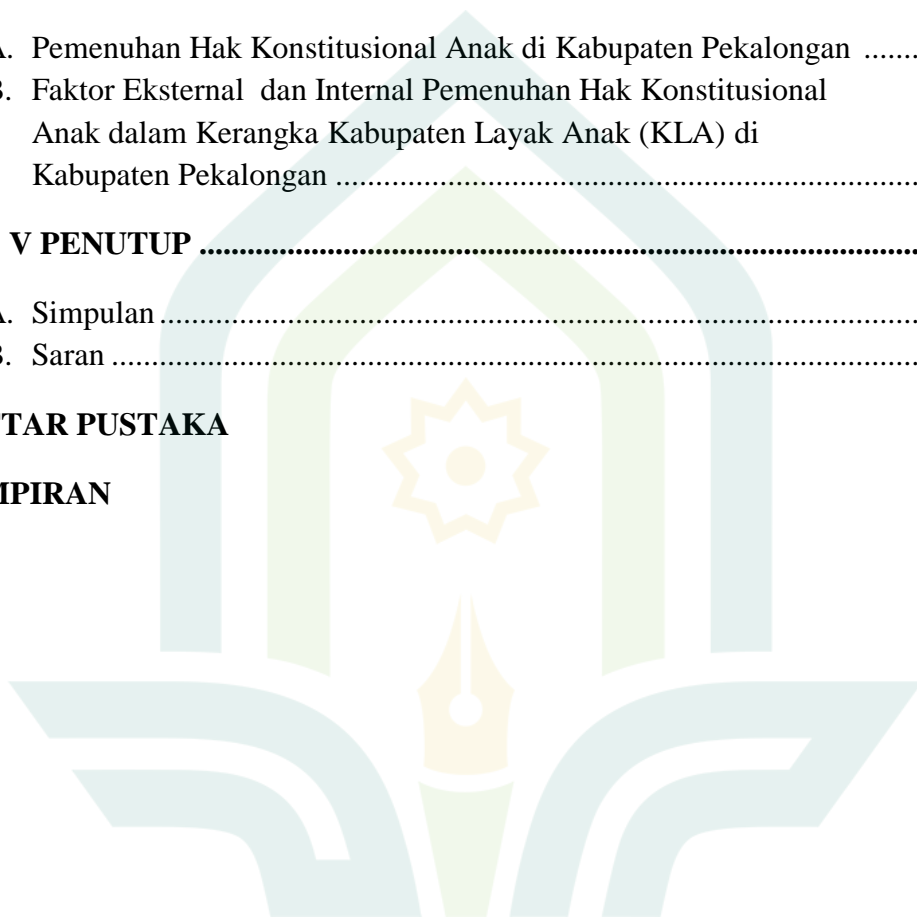 . Pemenuhan Hak Konstitusional Anak di Kabupaten Pekalongan ........
. Faktor Eksternal dan Internal Pemenuhan Hak Konstitusional
Anak dalam Kerangka Kabupaten Layak Anak (KLA) di
Kabupaten Pekalongan ...........................................................................
V PENUTUP ..........................................................................................
. Simpulan ................................................................................................
. Saran ......................................................................................................
TAR PUSTAKA
MPIRAN